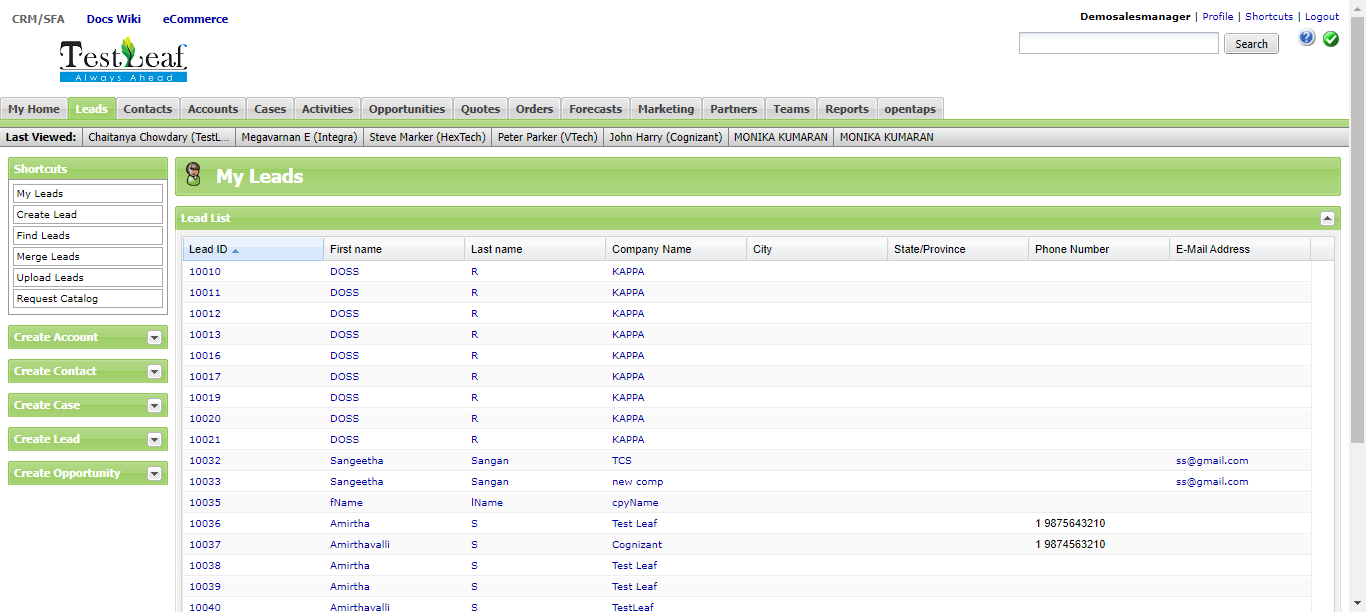 CRM/SFA Docs Wiki eCommerce
Demosalesmanager | Profile | Shortcuts | Logout
Search
TestLeaf
Always Ahead
My Home Leads Contacts Accounts Cases Activities Opportunities Quotes Orders Forecasts Marketing Partners Teams Reports opentaps
Last Viewed: Chaitanya Chowdary (TestL... Megavarnan E (Integra) Steve Marker (HexTech) Peter Parker (VTech) John Harry (Cognizant) MONIKA KUMARAN MONIKA KUMARAN
Shortcuts
My Leads
Create Lead
Find Leads
Merge Leads
Upload Leads
Request Catalog
Create Account
Create Contact
Create Case
Create Lead
Create Opportunity
My Leads
Lead List
Lead ID First name Last name Company Name City State/Province Phone Number E-Mail Address
10010 DOSS R KAPPA
10011 DOSS R KAPPA
10012 DOSS R KAPPA
10013 DOSS R KAPPA
10016 DOSS R KAPPA
10017 DOSS R KAPPA
10019 DOSS R KAPPA
10020 DOSS R KAPPA
10021 DOSS R KAPPA
10032 Sangeetha Sangan TCS ss@gmail.com
10033 Sangeetha Sangan new comp ss@gmail.com
10035 fName lName cpyName
10036 Amirtha S Test Leaf 1 9875643210
10037 Amirthavalli S Cognizant 1 9874563210
10038 Amirtha S Test Leaf
10039 Amirtha S Test Leaf
10040 Amirthavalli S TestLeaf